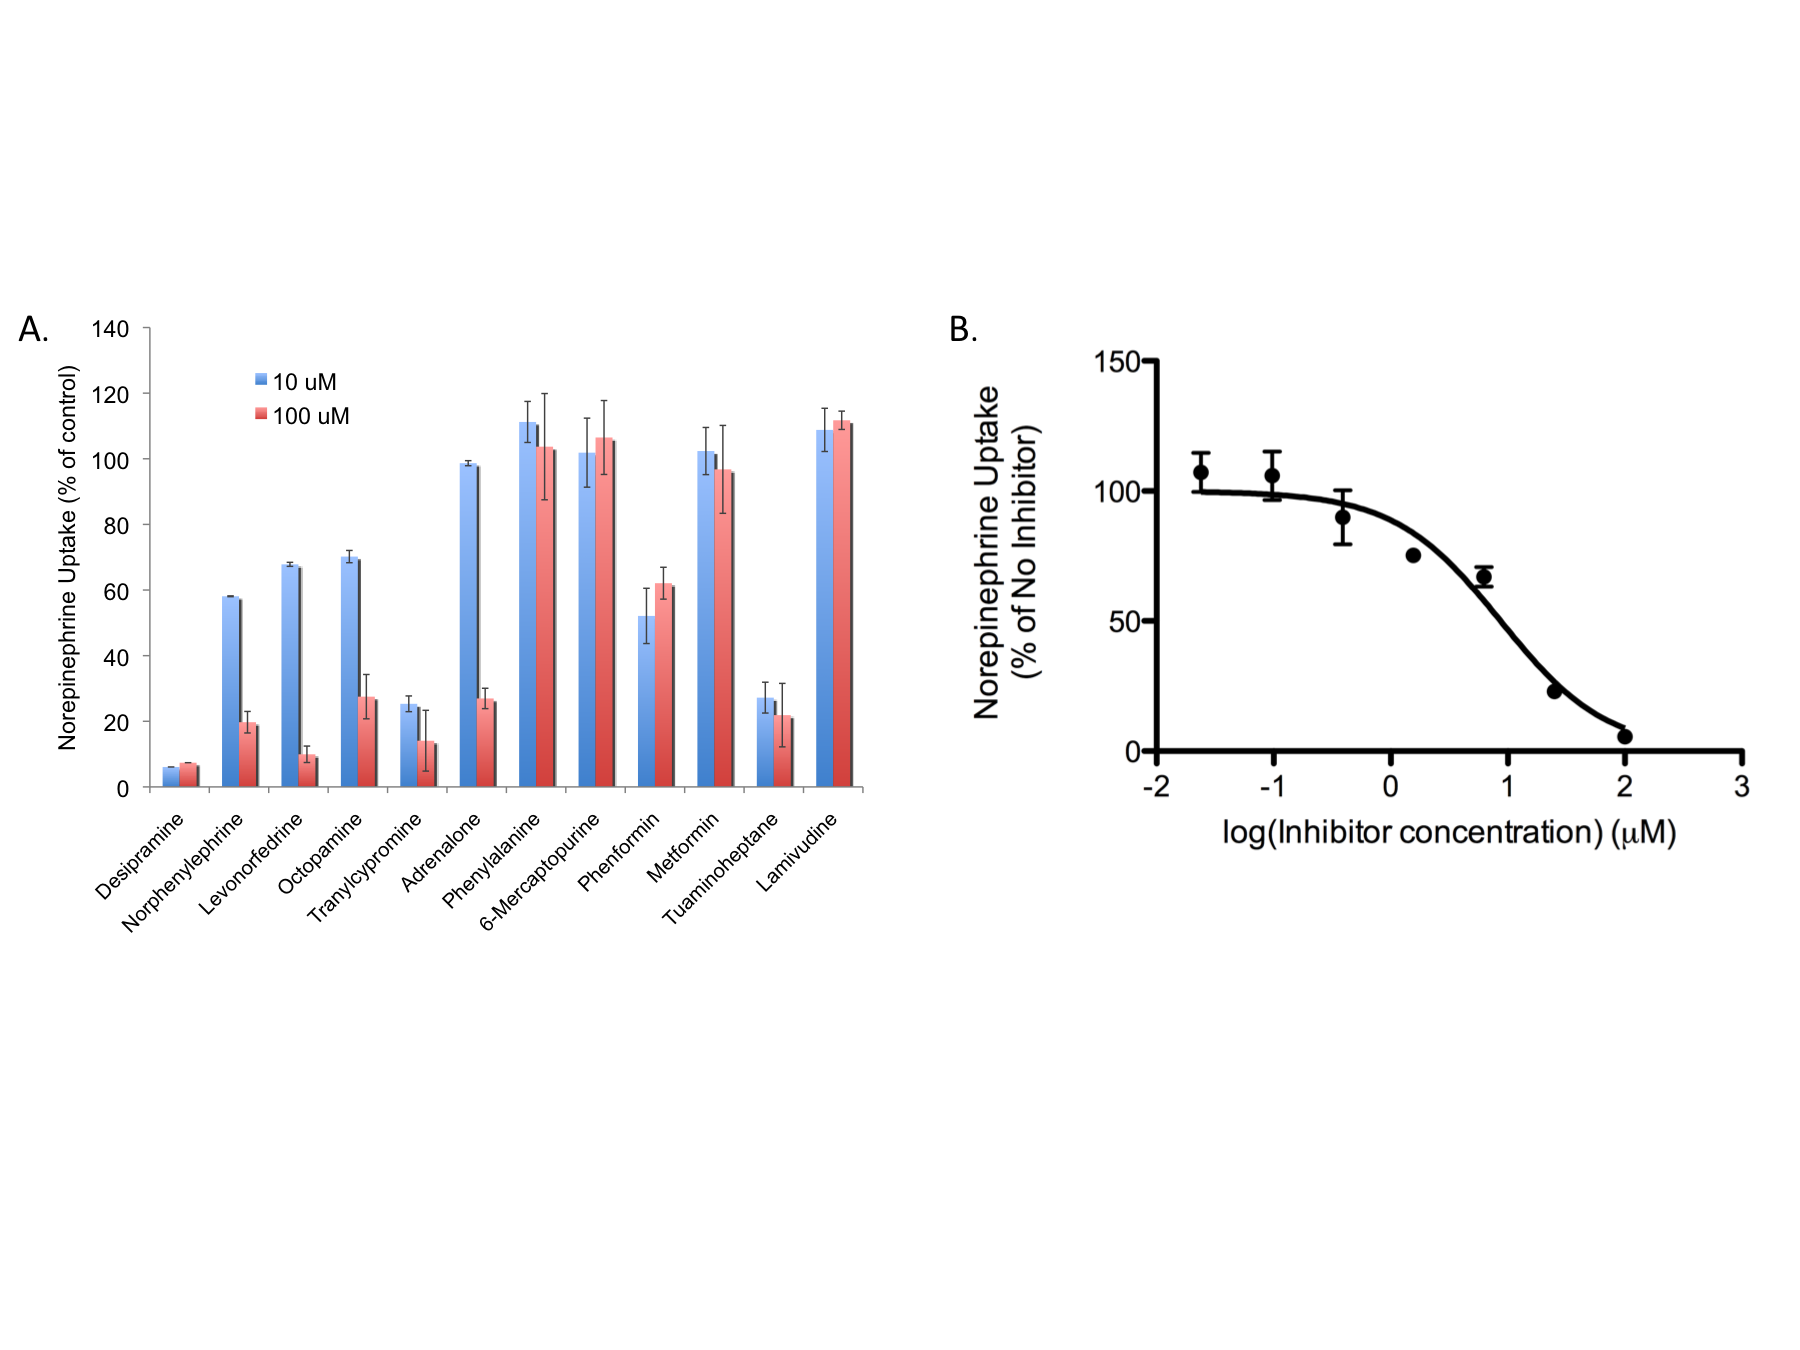 A.
Norepinephrine Uptake (% of control)
140
120
100
80
60
40
20
0
10 uM
100 uM
Desipramine
Norphenylephrine
Levonorfedrine
Octopamine
Tranylcypromine
Adrenalone
Phenylalanine
6-Mercaptopurine
Phenformin
Metformin
Tuaminoheptane
Lamivudine
B.
Norepinephrine Uptake
(% of No Inhibitor)
150
100
50
0
-2 -1 0 1 2 3
log(Inhibitor concentration) (μM)